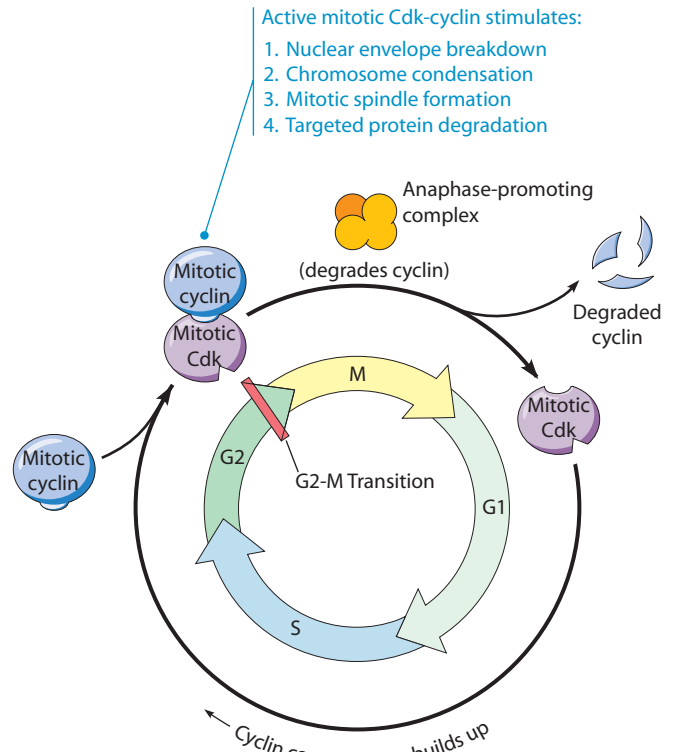 Active mitotic Cdk-cyclin stimulates:
1. Nuclear envelope breakdown
2. Chromosome condensation
3. Mitotic spindle formation
4. Targeted protein degradation
Anaphase-promoting
complex
(degrades cyclin)
Mitotic
cyclin
Mitotic
Cdk
Degraded
cyclin
M
Mitotic
Cdk
G2
Mitotic
cyclin
G2-M Transition
G1
S
Cyclin builds up